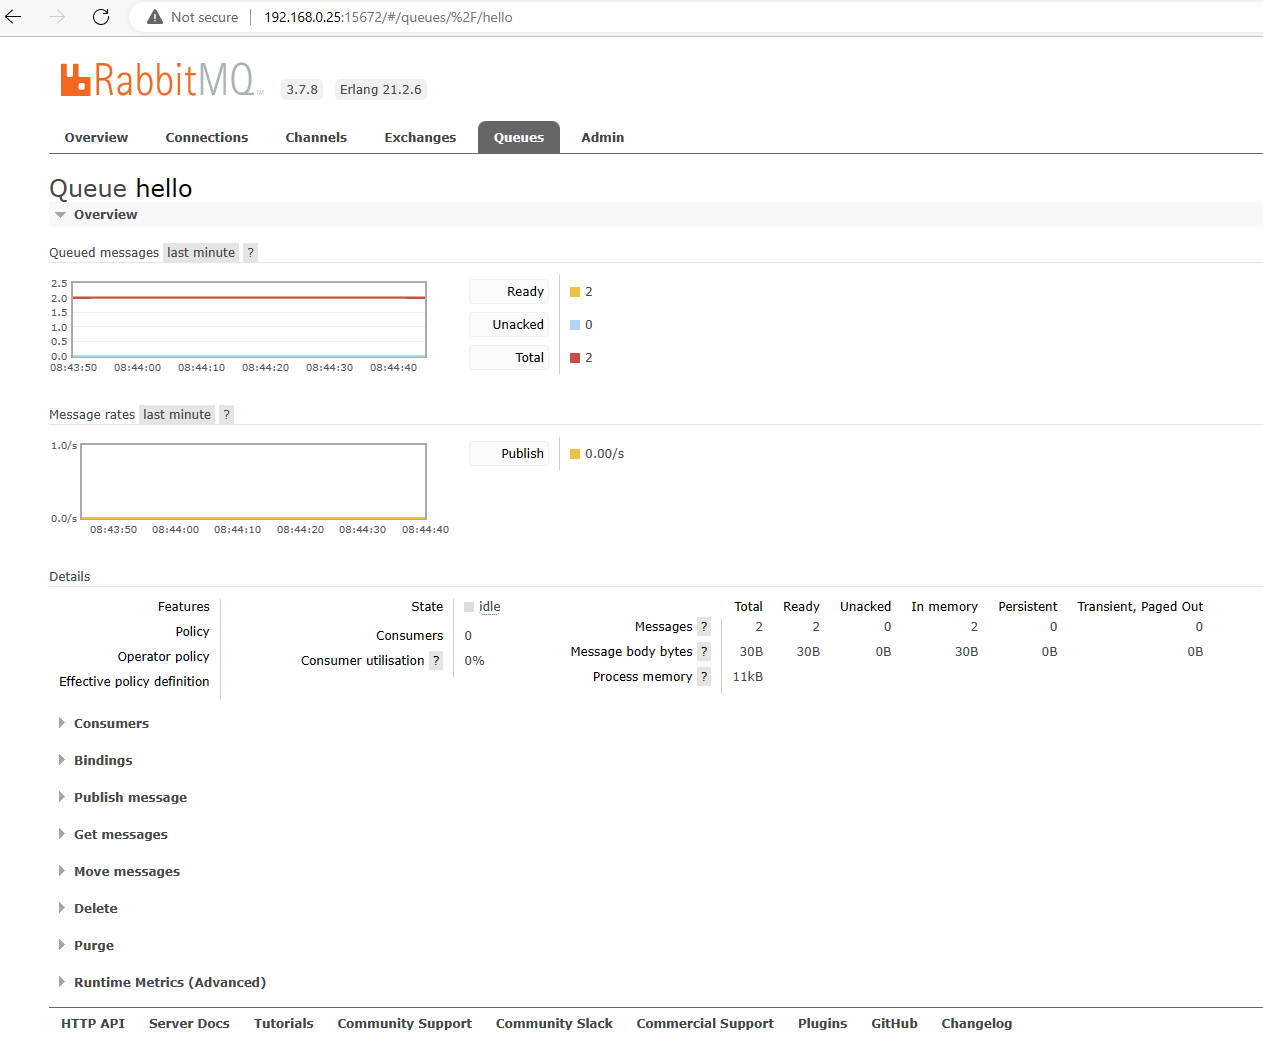 Not secure 192.168.0.25:15672/#/queues/%2F/hello
RabbitMQ TM 3.7.8 Erlang 21.2.6
Overview Connections Channels Exchanges Queues Admin
Queue hello
Overview
Queued messages last minute ?
2.5
2.0
1.5
1.0
0.5
0.0
08:43:50 08:44:00 08:44:10 08:44:20 08:44:30 08:44:40
Ready 2
Unacked 0
Total 2
Message rates last minute ?
1.0/s
0.0/s
08:43:50 08:44:00 08:44:10 08:44:20 08:44:30 08:44:40
Publish 0.00/s
Details
Features
Policy
Operator policy
Effective policy definition
State idle
Consumers 0
Consumer utilisation ? 0%
Total Ready Unacked In memory Persistent Transient, Paged Out
Messages ? 2 2 0 2 0 0
Message body bytes ? 30B 30B 0B 30B 0B 0B
Process memory ? 11kB
Consumers
Bindings
Publish message
Get messages
Move messages
Delete
Purge
Runtime Metrics (Advanced)
HTTP API Server Docs Tutorials Community Support Community Slack Commercial Support Plugins GitHub Changelog